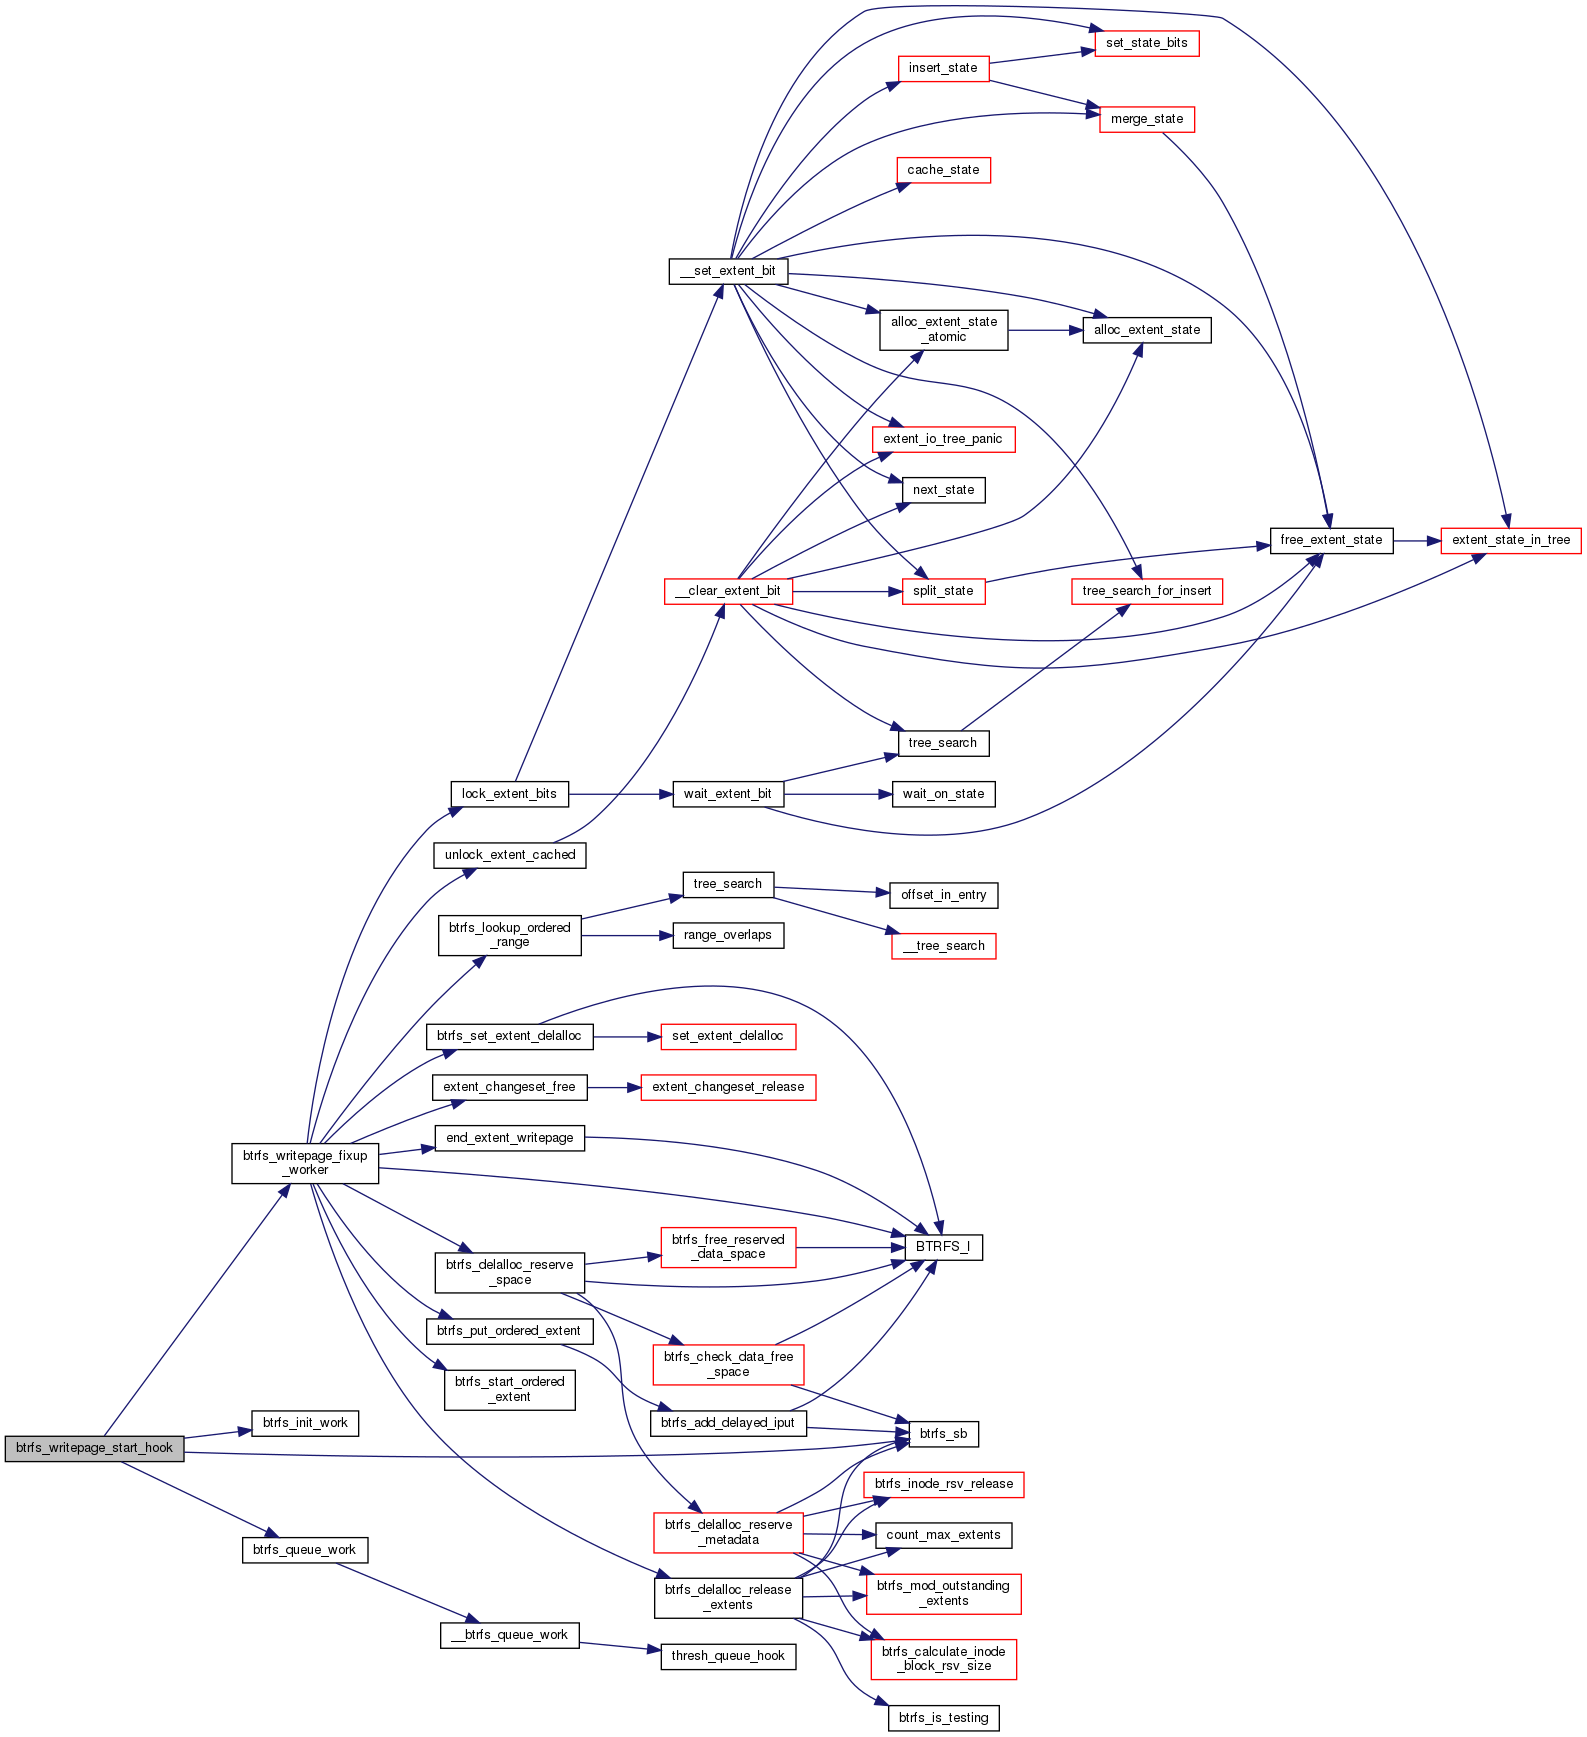 set_state_bits
insert_state
merge_state
cache_state
__set_extent_bit
alloc_extent_state
_atomic
alloc_extent_state
extent_io_tree_panic
next_state
free_extent_state
extent_state_in_tree
__clear_extent_bit
split_state
tree_search_for_insert
tree_search
lock_extent_bits
wait_extent_bit
wait_on_state
unlock_extent_cached
tree_search
offset_in_entry
btrfs_lookup_ordered
_range
range_overlaps
__tree_search
btrfs_set_extent_delalloc
set_extent_delalloc
extent_changeset_free
extent_changeset_release
end_extent_writepage
btrfs_writepage_fixup
_worker
btrfs_free_reserved
_data_space
BTRFS_I
btrfs_delalloc_reserve
_space
btrfs_put_ordered_extent
btrfs_check_data_free
_space
btrfs_start_ordered
_extent
btrfs_init_work
btrfs_add_delayed_iput
btrfs_sb
btrfs_writepage_start_hook
btrfs_inode_rsv_release
btrfs_delalloc_reserve
_metadata
count_max_extents
btrfs_queue_work
btrfs_mod_outstanding
_extents
btrfs_delalloc_release
_extents
__btrfs_queue_work
thresh_queue_hook
btrfs_calculate_inode
_block_rsv_size
btrfs_is_testing